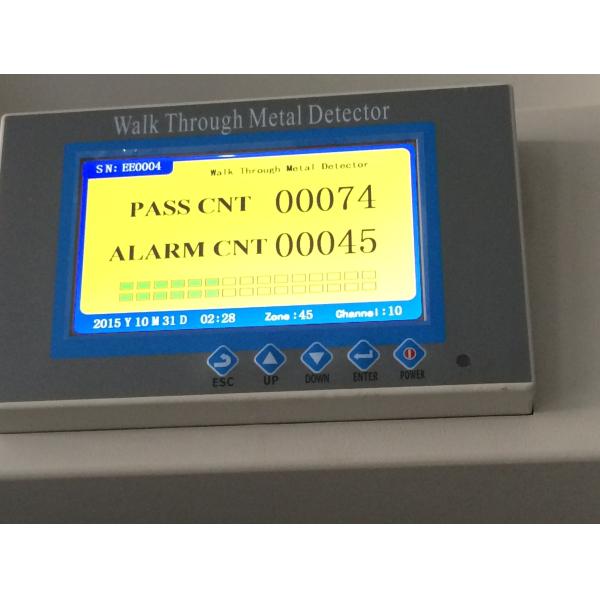 Walk Through Metal Detector
SN: EE0004 Walk Through Metal Detector
PASS CNT 00074
ALARM CNT 00045
2015 Y 10 M 31 D 02:28 Zone :45 Channel :10
ESC UP DOWN ENTER POWER